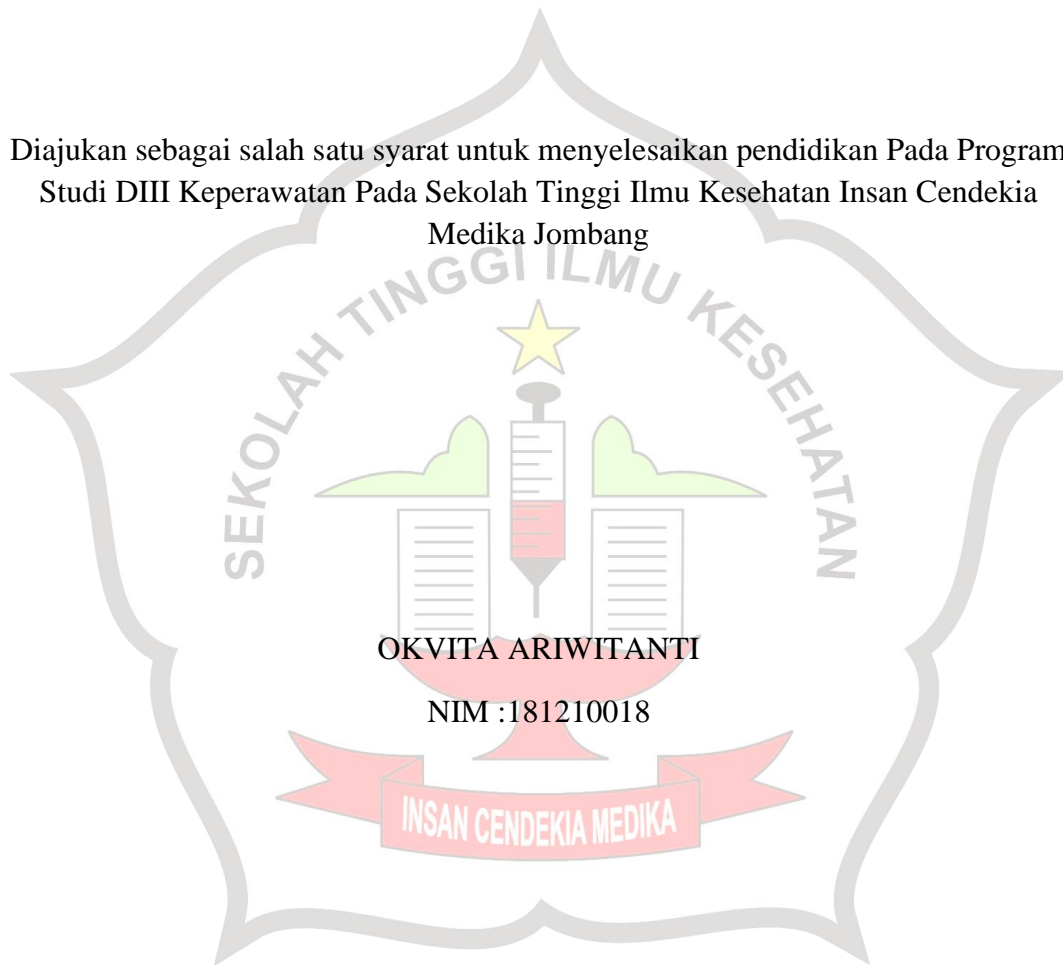 Diajukan sebagai salah satu syarat untuk menyelesaikan pendidikan Pada Program
Studi DIII Keperawatan Pada Sekolah Tinggi Ilmu Kesehatan Insan Cendekia
Medika Jombang
SEKOLAH TINGGI ILMU KESEHATAN
OKVITA ARIWITANTI
NIM :181210018
INSAN CENDEKIA MEDIKA